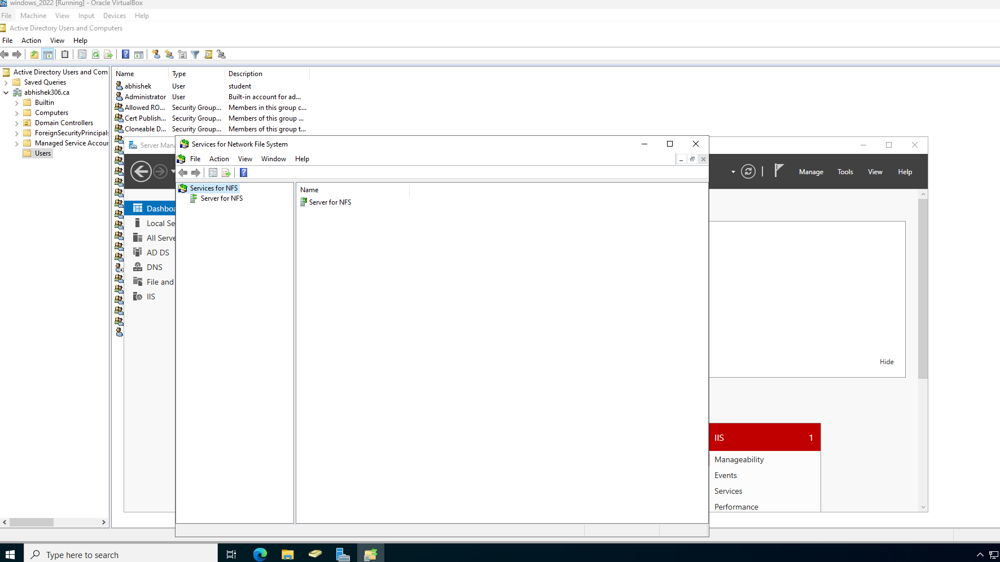 windows_2022 [Running] - Oracle VirtualBox
File Machine View Input Devices Help
Active Directory Users and Computers
File Action View Help
Active Directory Users and Com
Saved Queries
abhishek306.ca
Builtin
Computers
Domain Controllers
ForeignSecurityPrincipals
Managed Service Accour
Users
Name Type Description
abhishek User student
Administrator User Built-in account for ad...
Allowed RO... Security Group... Members in this group c...
Cert Publish... Security Group... Members of this group ...
Cloneable D... Security Group... Members of this group t...
Server Mana
Manage Tools View Help
Dashboa
Local Se
All Serve
AD DS
DNS
File and
IIS
Services for Network File System
File Action View Window Help
Services for NFS
Server for NFS
Name
Server for NFS
Hide
IIS 1
Manageability
Events
Services
Performance
Type here to search